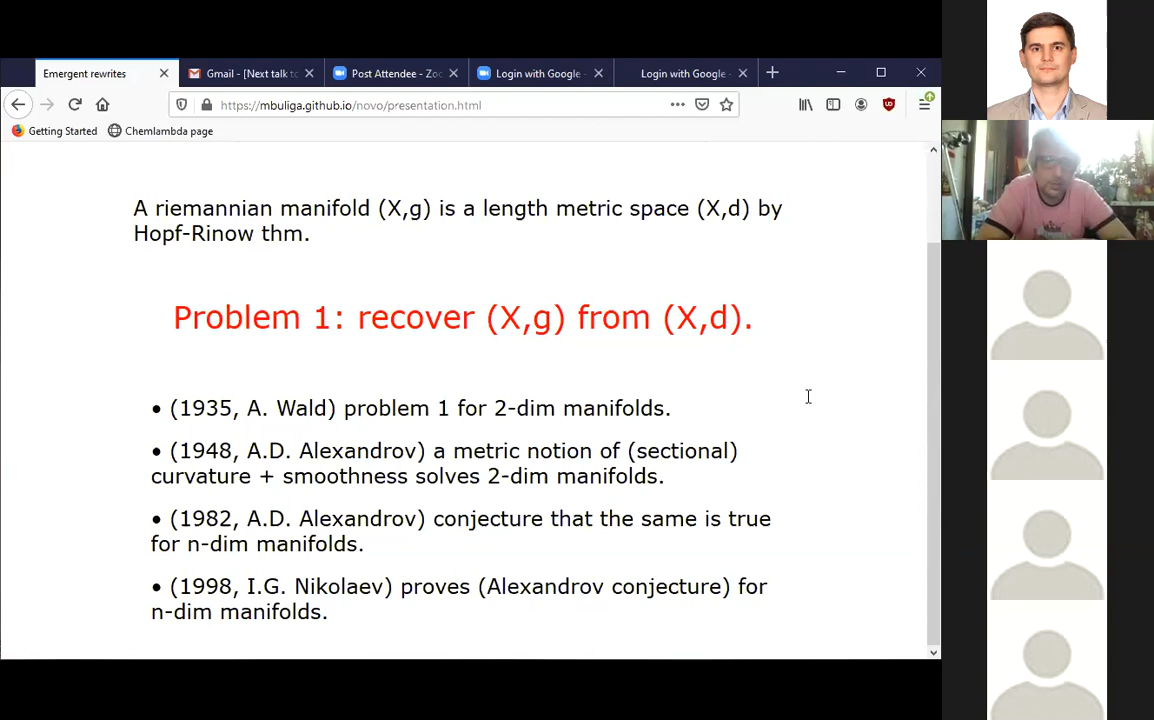 Emergent rewrites
Gmail - [Next talk to
Post Attendee - Zoc
Login with Google -
Login with Google -
https://mbuliga.github.io/novo/presentation.html
Getting Started
Chemlambda page
A riemannian manifold (X,g) is a length metric space (X,d) by
Hopf-Rinow thm.
Problem 1: recover (X,g) from (X,d).
• (1935, A. Wald) problem 1 for 2-dim manifolds.
• (1948, A.D. Alexandrov) a metric notion of (sectional)
curvature + smoothness solves 2-dim manifolds.
• (1982, A.D. Alexandrov) conjecture that the same is true
for n-dim manifolds.
• (1998, I.G. Nikolaev) proves (Alexandrov conjecture) for
n-dim manifolds.